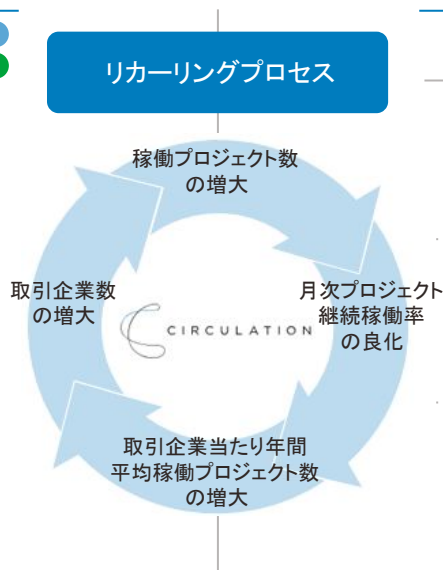 リカーリングプロセス
稼働プロジェクト数
の増大
月次プロジェクト
継続稼働率
の良化
取引企業数
の増大
CIRCULATION
取引企業当たり年間
平均稼働プロジェクト数
の増大